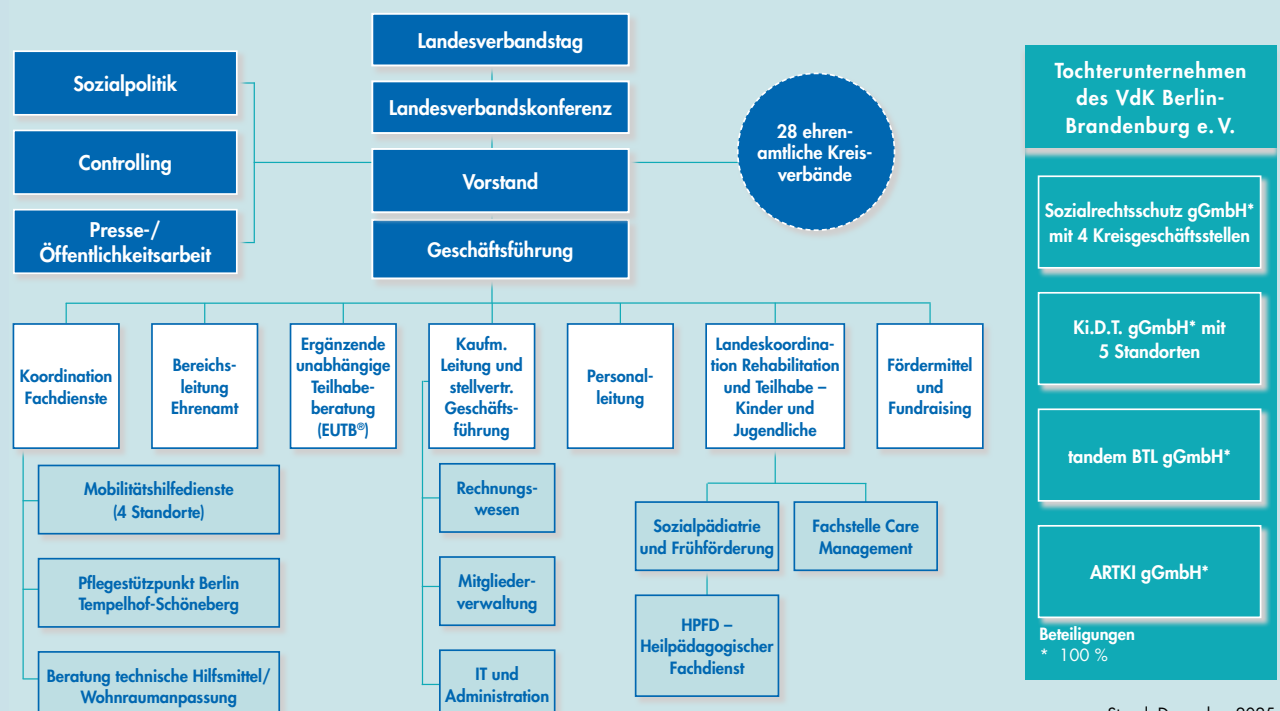 Landesverbandstag
Landesverbandskonferenz
Vorstand
Geschäftsführung
Sozialpolitik
Controlling
Presse-/
Öffentlichkeitsarbeit
28 ehren-
amtliche Kreis-
verbände
Koordination
Fachdienste
Bereichs-
leitung
Ehrenamt
Ergänzende
unabhängige
Teilhabe-
beratung
(EUTB®)
Kaufm.
Leitung und
stellvertr.
Geschäfts-
führung
Personal-
leitung
Landeskoordina-
tion Rehabilitation
und Teilhabe –
Kinder und
Jugendliche
Fördermittel
und
Fundraising
Mobilitätshilfedienste
(4 Standorte)
Pflegestützpunkt Berlin
Tempelhof-Schöneberg
Beratung technische Hilfsmittel/
Wohnraumanpassung
Rechnungs-
wesen
Mitglieder-
verwaltung
IT und
Administration
Sozialpädiatrie
und Frühförderung
Fachstelle Care
Management
HPFD –
Heilpädagogischer
Fachdienst
Tochterunternehmen
des VdK Berlin-
Brandenburg e. V.
Sozialrechtsschutz gGmbH*
mit 4 Kreisgeschäftsstellen
Ki.D.T. gGmbH* mit
5 Standorten
tandem BTL gGmbH*
ARTKI gGmbH*
Beteiligungen
* 100 %